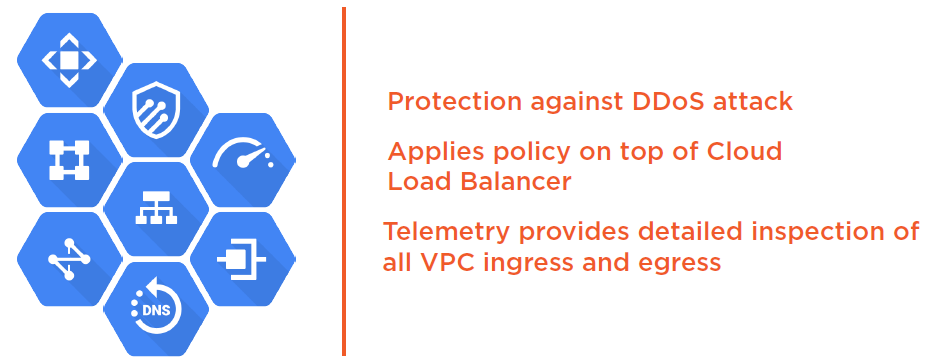 Protection against DDoS attack
Applies policy on top of Cloud
Load Balancer
Telemetry provides detailed inspection of
all VPC ingress and egress
DNS